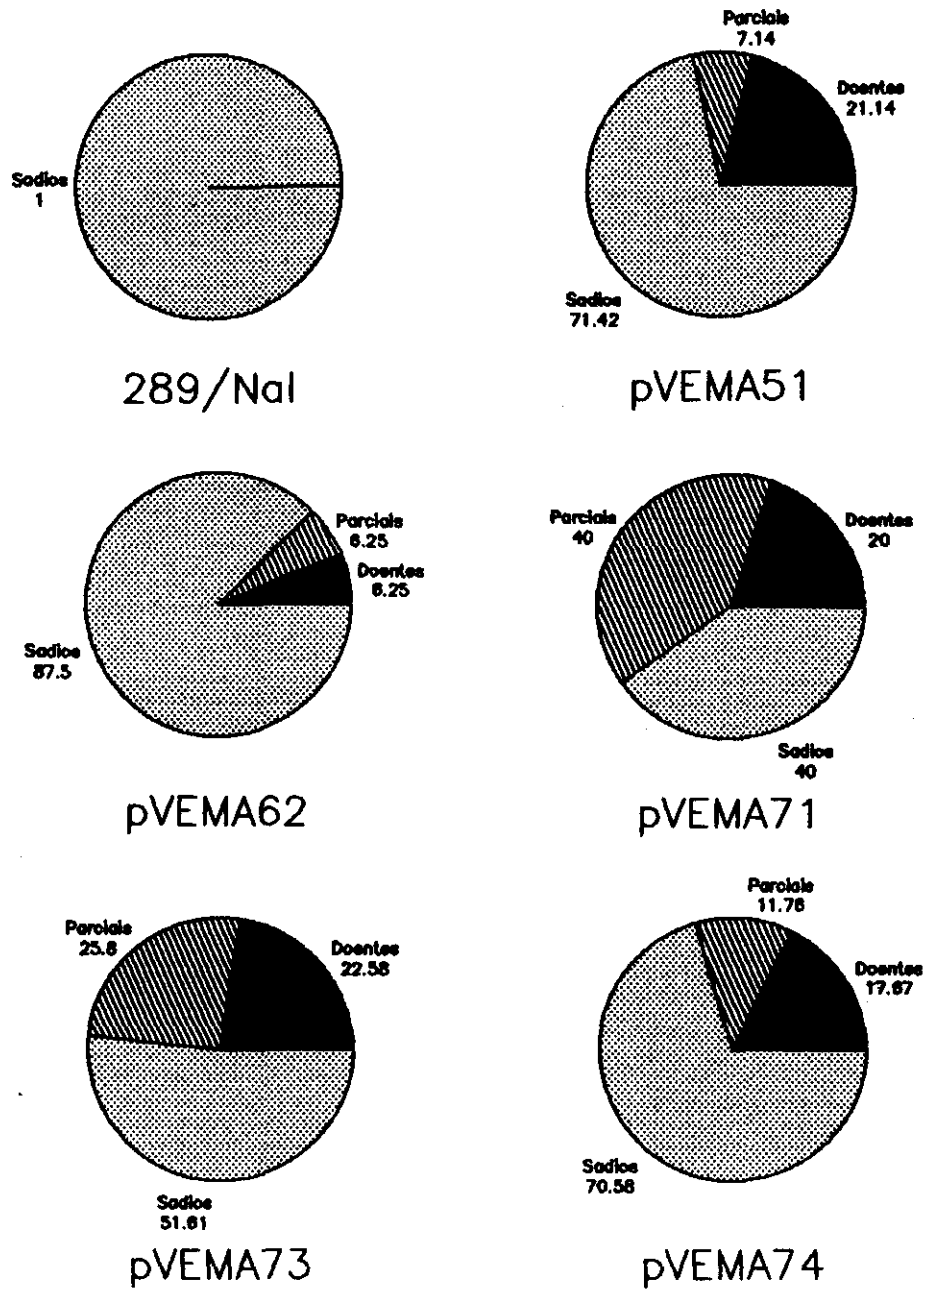 Parciais
7.14
Doentes
21.14
Sadios
1
Sadios
71.42
289/Nal
pVEMA51
Parciais
6.25
Doentes
6.25
Sadios
87.5
Parciais
40
Doentes
20
Sadios
40
pVEMA62
pVEMA71
Parciais
25.8
Doentes
22.58
Sadios
51.61
Parciais
11.76
Doentes
17.67
Sadios
70.58
pVEMA73
pVEMA74